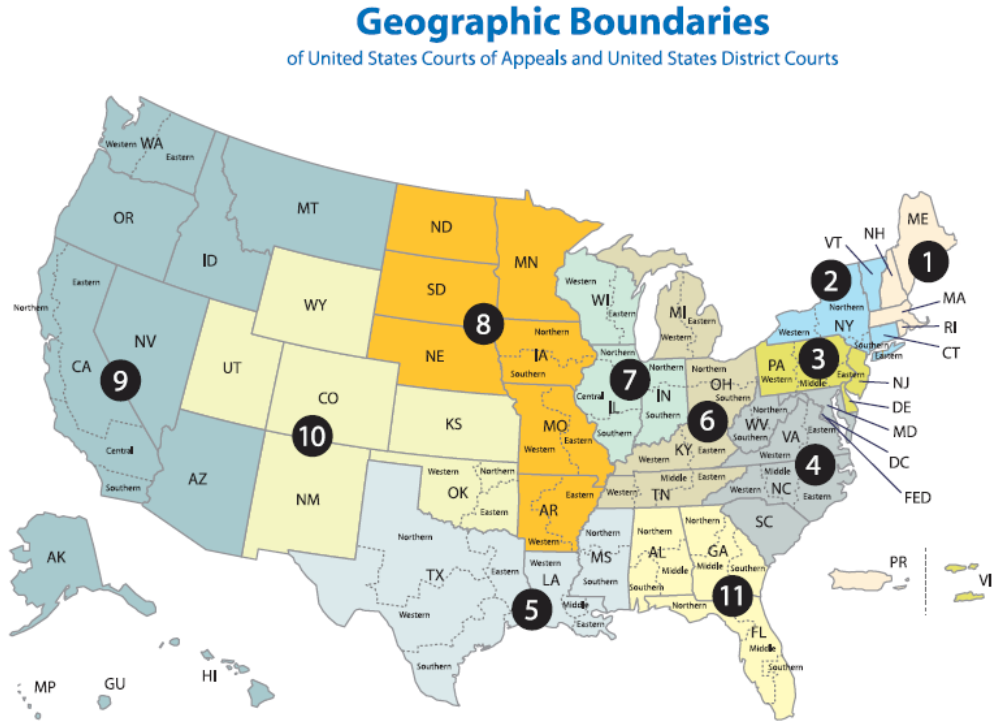 Geographic Boundaries
of United States Courts of Appeals and United States District Courts
Western WA
Eastern
OR
ID
MT
ND
SD
NE
MN
8
Northern
IA
Southern
WY
UT
CO
10
NM
KS
Northern
Eastern
CA
NV
9
Central
Southern
AZ
Western
Northern
OK
Eastern
MO
Eastern
Western
Eastern
AR
Western
Western
WI
Eastern
Northern
7
Central
IL
Southern
Northern
IN
Southern
MI
Eastern
Western
Northern
OH
Southern
6
KY
Western
Eastern
Middle
Eastern
Western
TN
ME
NH
VT
1
2
MA
RI
CT
Northern
Western
NY
Southern
Eastern
3
PA
Eastern
Western
Middle
NJ
DE
MD
DC
FED
Northern
WV
Southern
VA
Eastern
Western
4
Middle
Western
NC
Eastern
SC
Northern
TX
Eastern
Western
Southern
Western
LA
Middle
Eastern
5
Northern
MS
Southern
Northern
AL
Middle
Southern
Northern
GA
Middle
Southern
11
Northern
FL
Middle
Southern
AK
MP
GU
HI
PR
VI